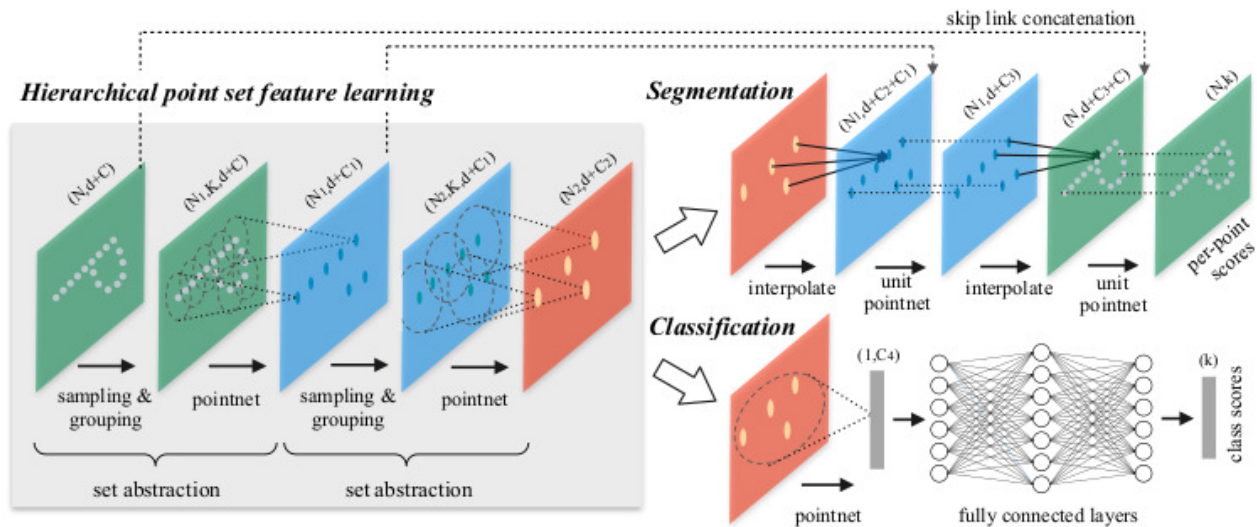 skip link concatenation
Hierarchical point set feature learning
(N,d+C)
(N1,K,d+C)
(N1,d+C1)
(N2,K,d+C1)
(N2,d+C2)
sampling &
grouping
pointnet
sampling &
grouping
pointnet
set abstraction
set abstraction
Segmentation
(N1,d+C2+C1)
(N1,d+C3)
(N,d+C3+C)
(N,k)
per-point
scores
interpolate
unit
pointnet
interpolate
unit
pointnet
Classification
(1,C4)
(k)
class scores
pointnet
fully connected layers